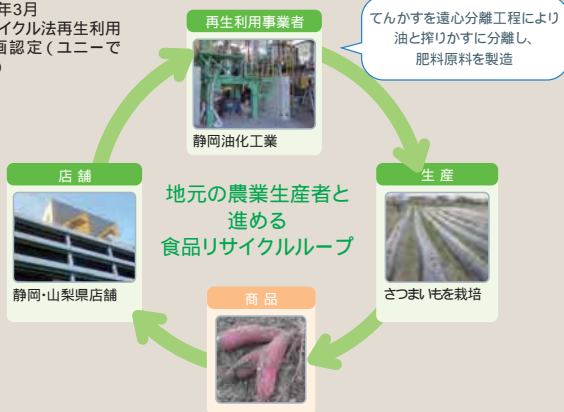 年3月
イクル法再生利用
画認定(ユニーで
)
再生利用事業者
静岡油化工業
てんかすを遠心分離工程により
油と搾りかすに分離し、
肥料原料を製造
店舗
静岡・山梨県店舗
地元の農業生産者と
進める
食品リサイクルループ
生産
さつまいもを栽培
商品